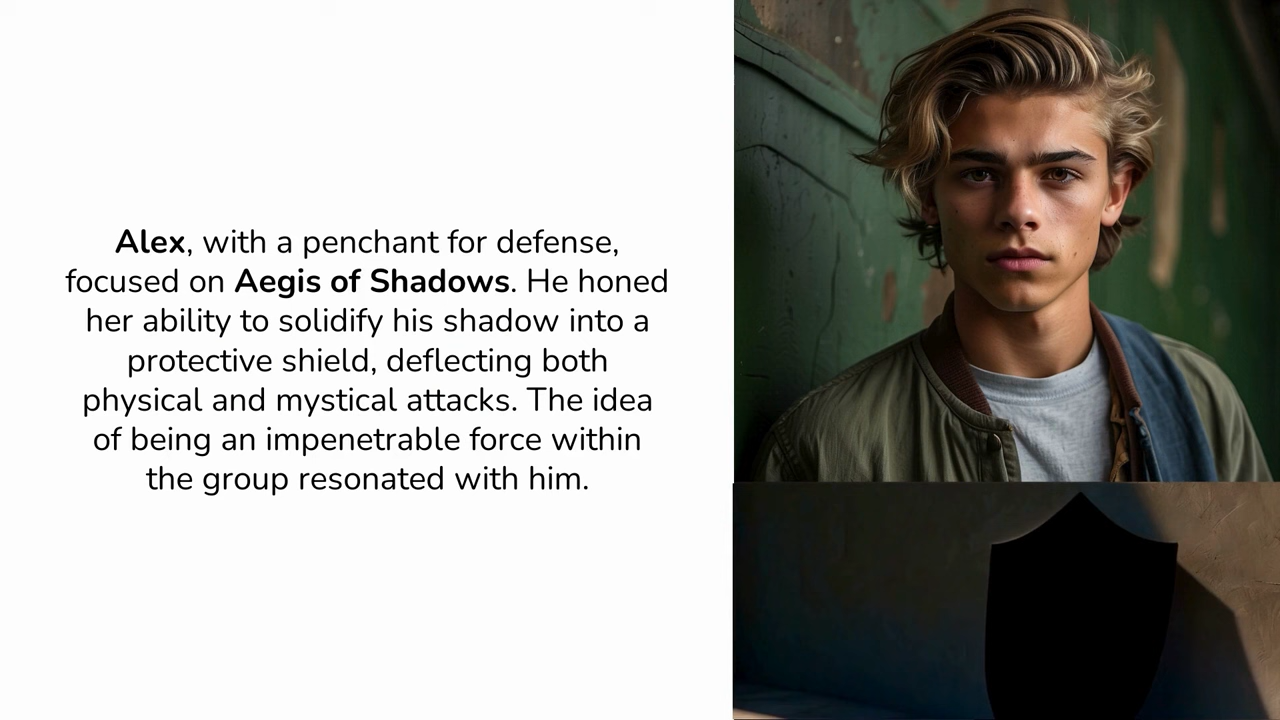 Alex, with a penchant for defense,
focused on Aegis of Shadows. He honed
her ability to solidify his shadow into a
protective shield, deflecting both
physical and mystical attacks. The idea
of being an impenetrable force within
the group resonated with him.